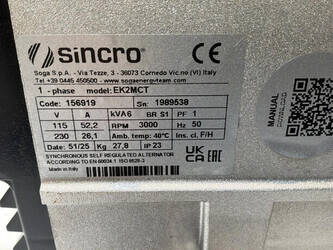 sincro
CE
Soga S.p.A. - Via Tezze, 3 - 36073 Cornedo Vic.no (VI) Italy
Tel +39 0445 450500 - www.sogaenergyteam.com
1 - phase model: EK2MCT
Code: 156919 Sn: 1989538
V A kVA6 BR S1 PF 1
115 52,2 RPM 3000 Hz 50
230 26,1 Amb. temp: 40°C Ins. cl. F/H
Date: 51/25 Kg: 27,8 IP 23
SYNCHRONOUS SELF REGULATED ALTERNATOR
ACCORDING TO EN 60034.1 ISO 8528-3
Made in Italy
UK CA
EAC
MANUAL